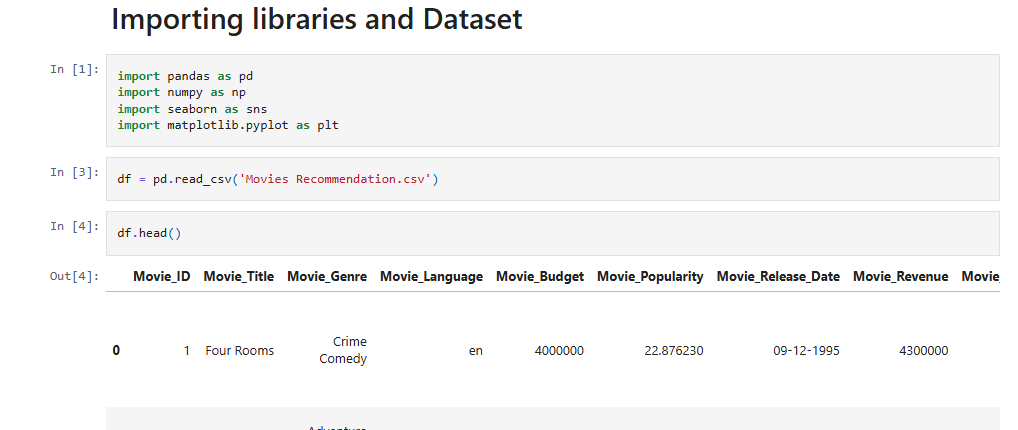 Importing libraries and Dataset
In [1]:
import pandas as pd
import numpy as np
import seaborn as sns
import matplotlib.pyplot as plt
In [3]:
df = pd.read_csv('Movies Recommendation.csv')
In [4]:
df.head()
Out[4]:
Movie_ID Movie_Title Movie_Genre Movie_Language Movie_Budget Movie_Popularity Movie_Release_Date Movie_Revenue Movie_
0 1 Four Rooms Crime Comedy en 4000000 22.876230 09-12-1995 4300000